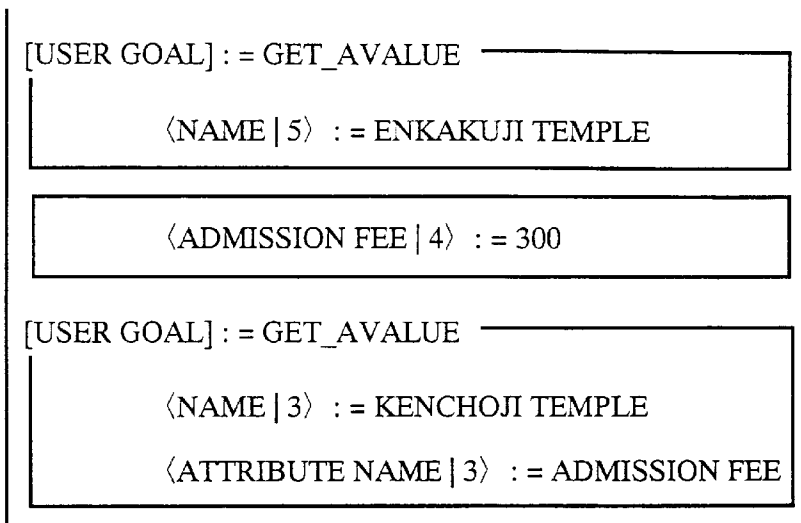 [USER GOAL] : = GET_AVALUE
⟨NAME | 5⟩ : = ENKAKUJI TEMPLE
⟨ADMISSION FEE | 4⟩ : = 300
[USER GOAL] : = GET_AVALUE
⟨NAME | 3⟩ : = KENCHOJI TEMPLE
⟨ATTRIBUTE NAME | 3⟩ : = ADMISSION FEE